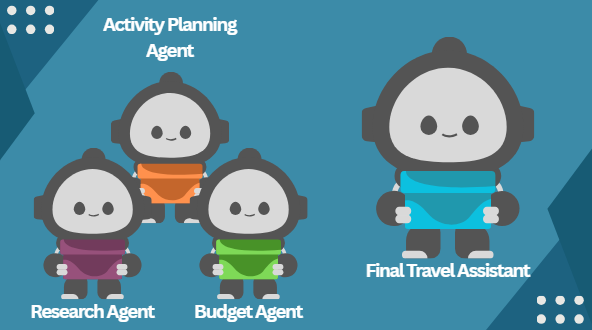 Activity Planning
Agent
Research Agent
Budget Agent
Final Travel Assistant